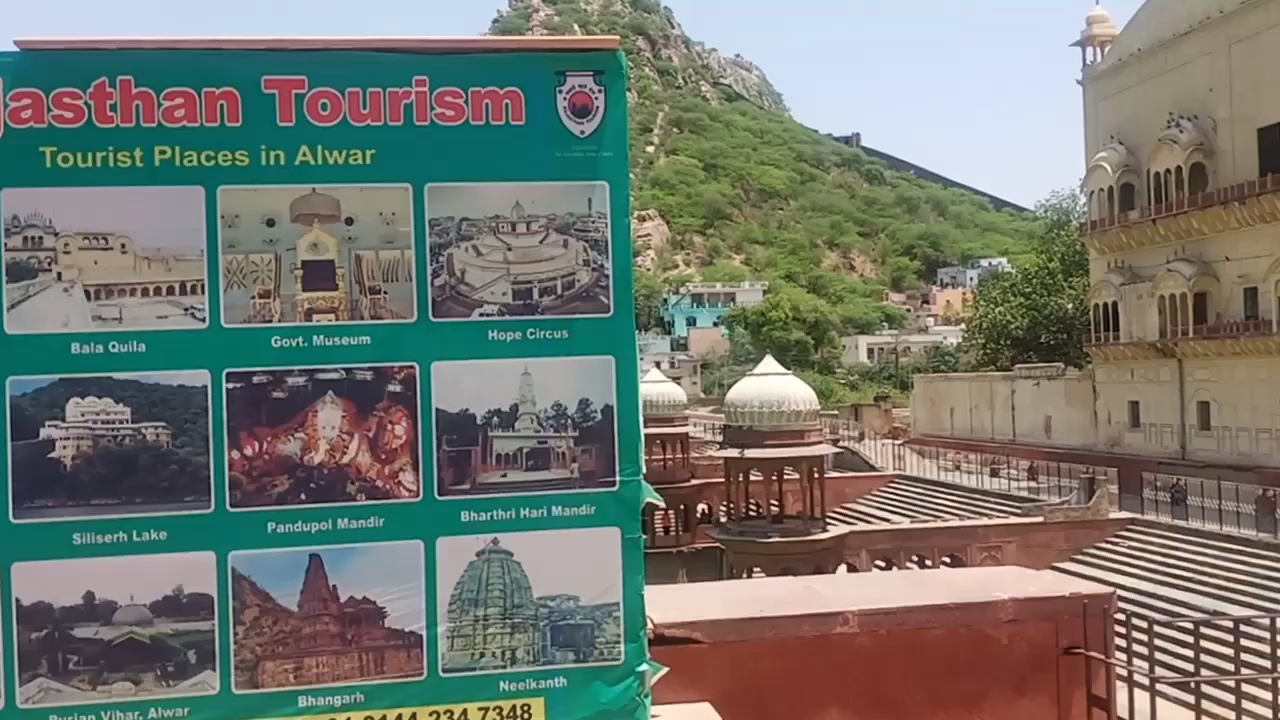 jasthan Tourism
Tourist Places in Alwar
Bala Quila
Govt. Museum
Hope Circus
Siliserh Lake
Pandupol Mandir
Bharthri Hari Mandir
Purjan Vihar, Alwar
Bhangarh
Neelkanth
0144 234 7348